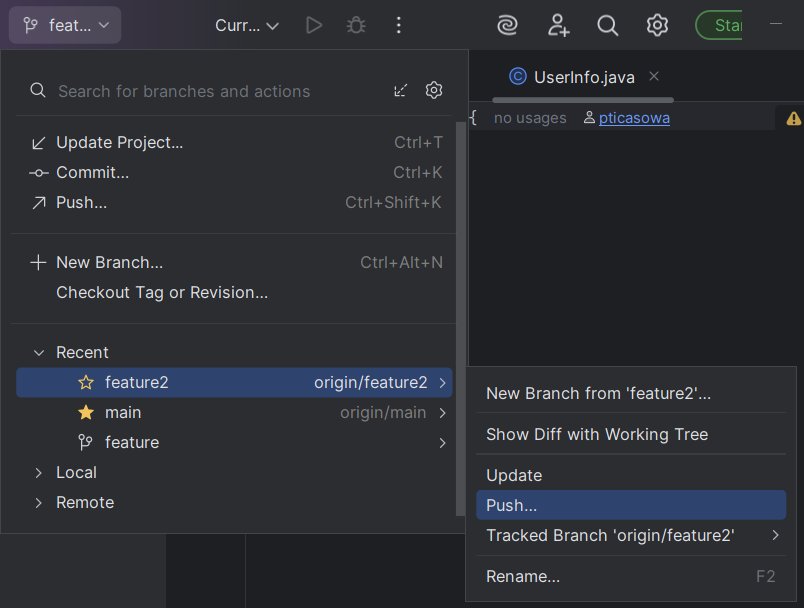 feat...
Curr...
Star
Search for branches and actions
UserInfo.java
{ no usages pticasowa
Update Project... Ctrl+T
Commit... Ctrl+K
Push... Ctrl+Shift+K
New Branch... Ctrl+Alt+N
Checkout Tag or Revision...
Recent
feature2 origin/feature2
main origin/main
feature
Local
Remote
New Branch from 'feature2'...
Show Diff with Working Tree
Update
Push...
Tracked Branch 'origin/feature2'
Rename... F2